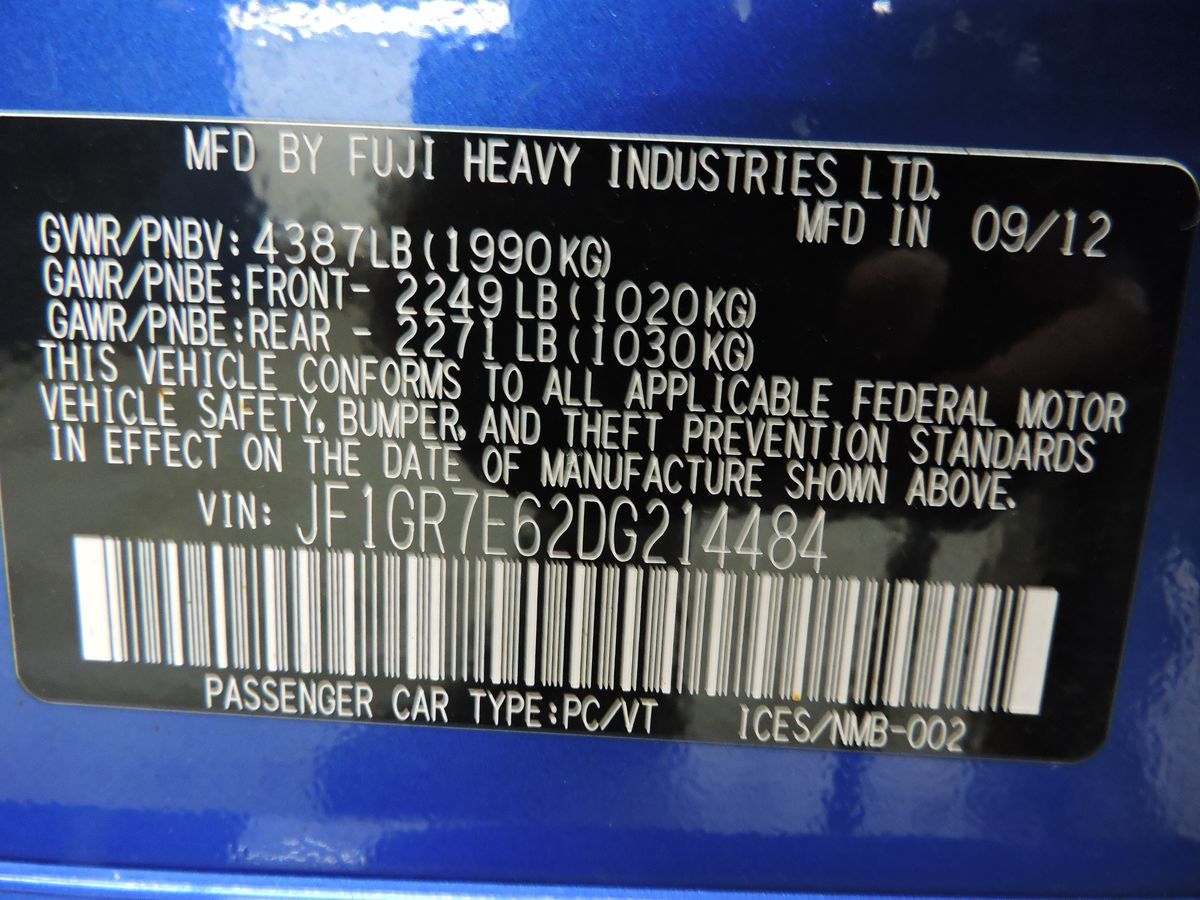 MFD BY FUJI HEAVY INDUSTRIES LTD.
MFD IN 09/12
GVWR/PNBV: 4387LB (1990KG)
GAWR/PNBE:FRONT- 2249LB (1020KG)
GAWR/PNBE:REAR - 2271LB (1030KG)
THIS VEHICLE CONFORMS TO ALL APPLICABLE FEDERAL MOTOR
VEHICLE SAFETY, BUMPER, AND THEFT PREVENTION STANDARDS
IN EFFECT ON THE DATE OF MANUFACTURE SHOWN ABOVE.
VIN: JF1GR7E62DG214484
PASSENGER CAR TYPE:PC/VT ICES/NMB-002